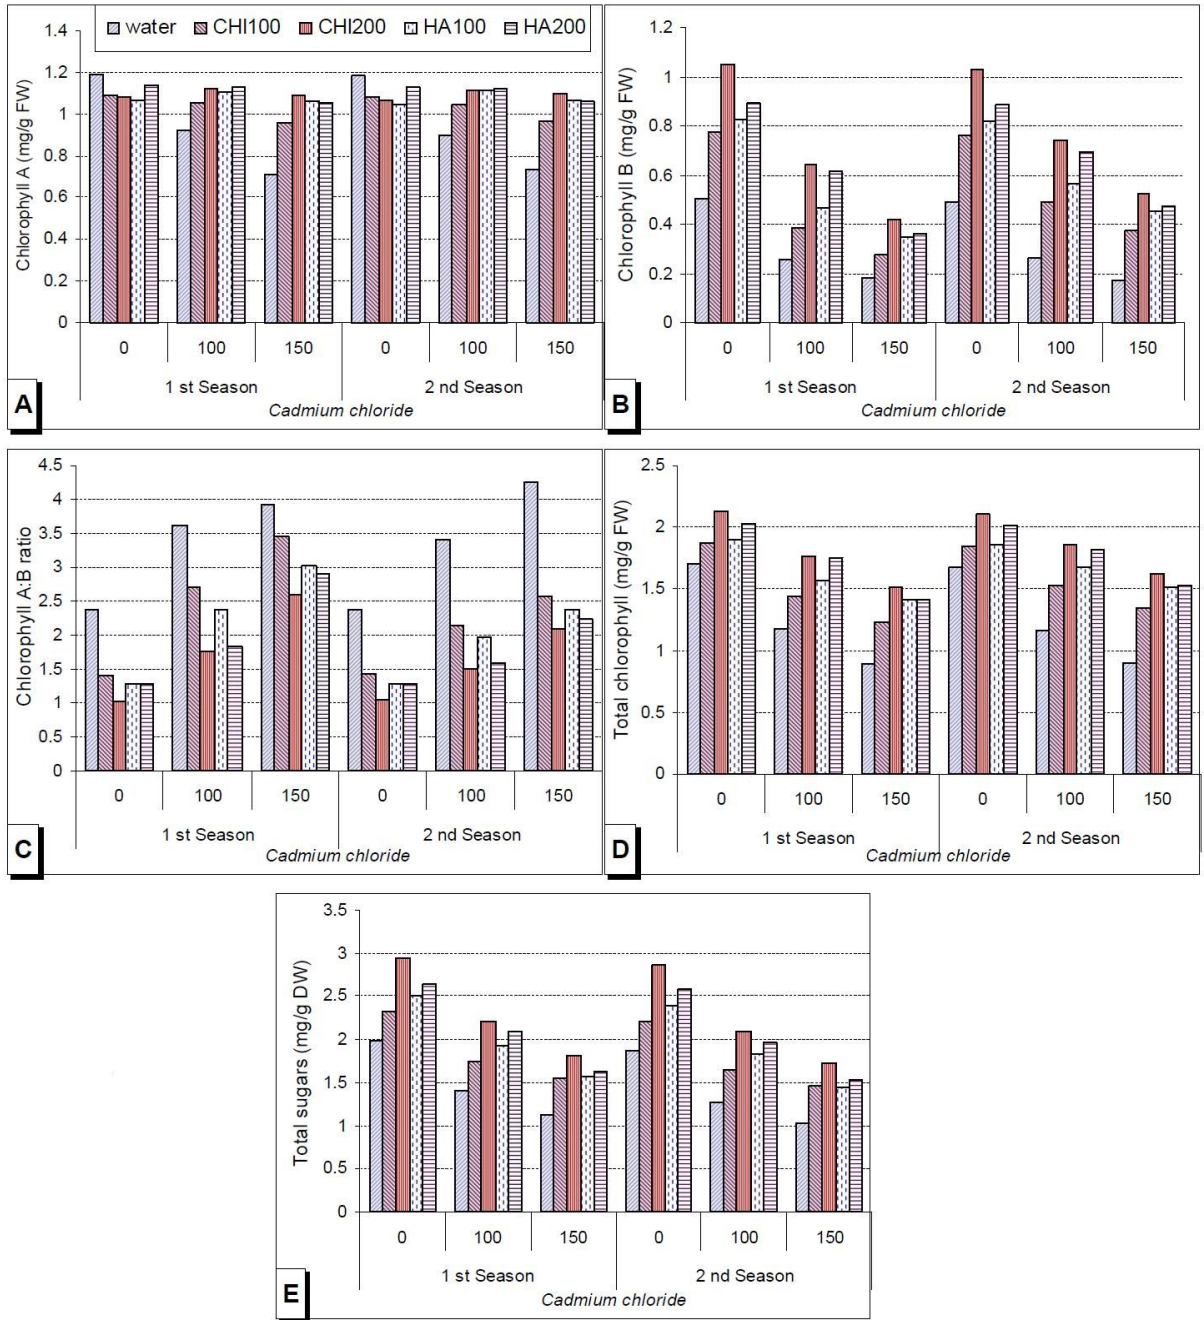 water CHI100 CHI200 HA100 HA200
Chlorophyll A (mg/g FW)
1.4
1.2
1
0.8
0.6
0.4
0.2
0
0 100 150 0 100 150
1 st Season 2 nd Season
Cadmium chloride
A
Chlorophyll B (mg/g FW)
1.2
1
0.8
0.6
0.4
0.2
0
0 100 150 0 100 150
1 st Season 2 nd Season
Cadmium chloride
B
Chlorophyll A:B ratio
4.5
4
3.5
3
2.5
2
1.5
1
0.5
0
0 100 150 0 100 150
1 st Season 2 nd Season
Cadmium chloride
C
Total chlorophyll (mg/g FW)
2.5
2
1.5
1
0.5
0
0 100 150 0 100 150
1 st Season 2 nd Season
Cadmium chloride
D
Total sugars (mg/g DW)
3.5
3
2.5
2
1.5
1
0.5
0
0 100 150 0 100 150
1 st Season 2 nd Season
Cadmium chloride
E